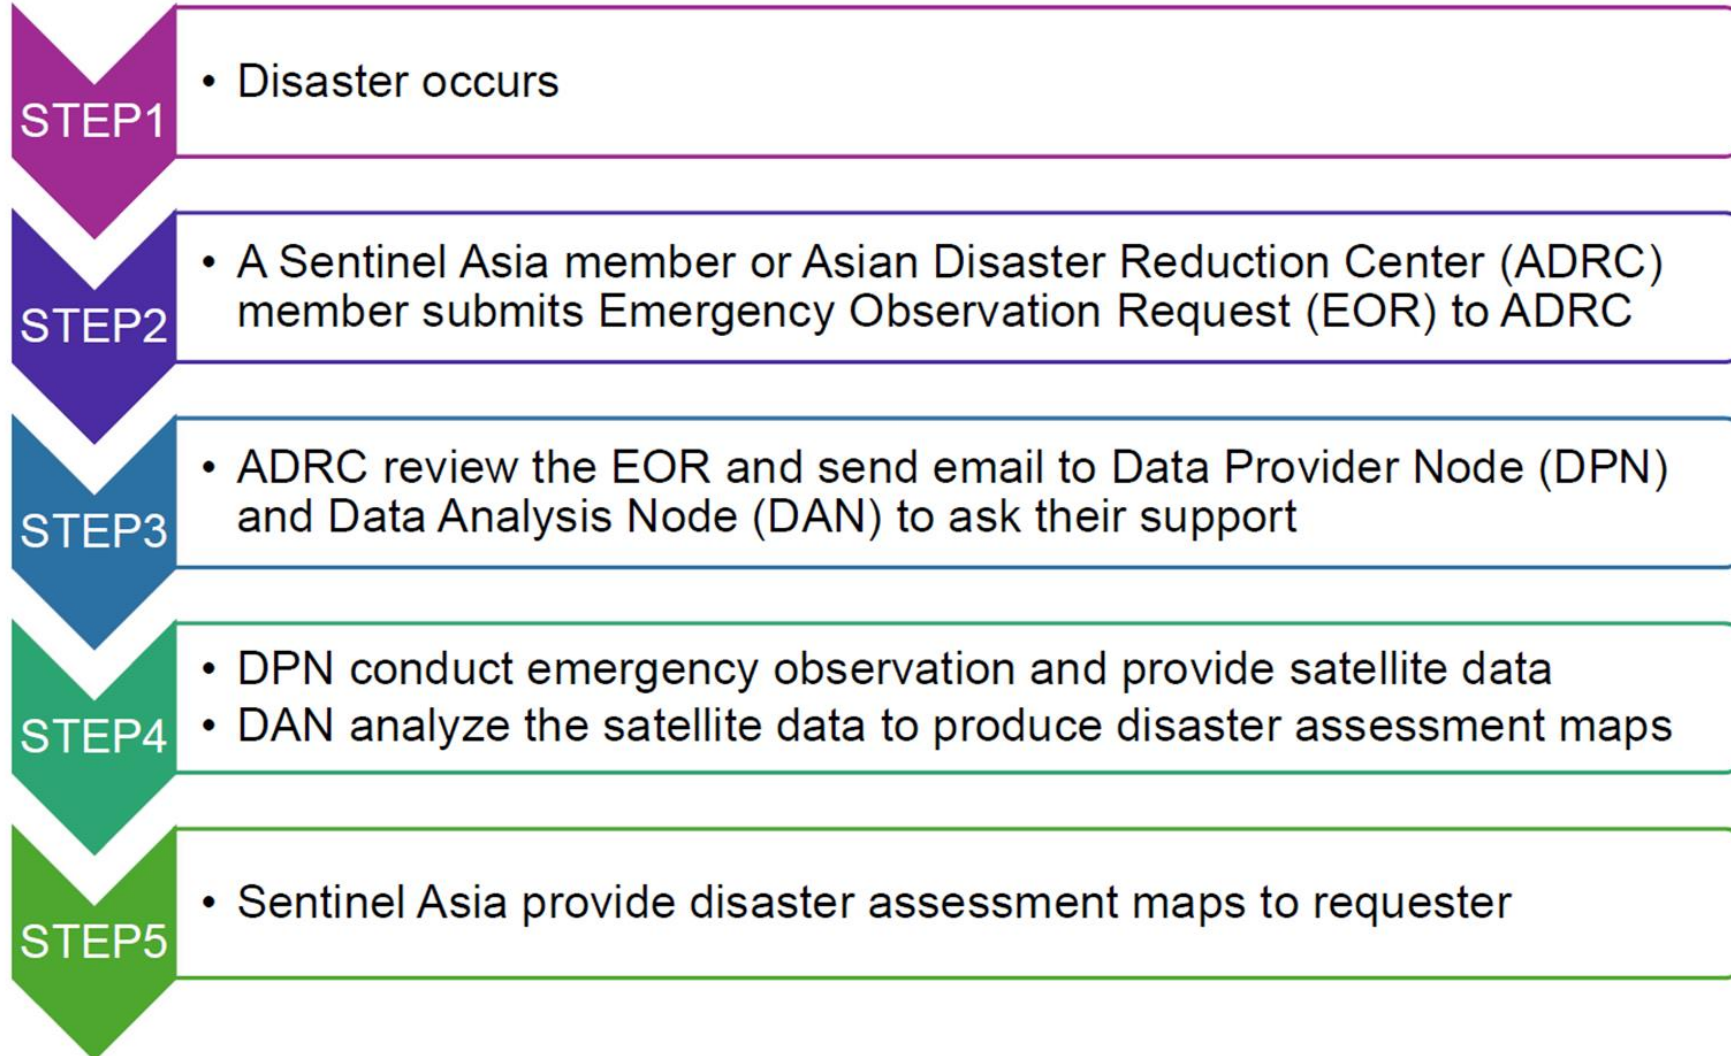 STEP1
• Disaster occurs
STEP2
• A Sentinel Asia member or Asian Disaster Reduction Center (ADRC)
member submits Emergency Observation Request (EOR) to ADRC
STEP3
• ADRC review the EOR and send email to Data Provider Node (DPN)
and Data Analysis Node (DAN) to ask their support
STEP4
• DPN conduct emergency observation and provide satellite data
• DAN analyze the satellite data to produce disaster assessment maps
STEP5
• Sentinel Asia provide disaster assessment maps to requester